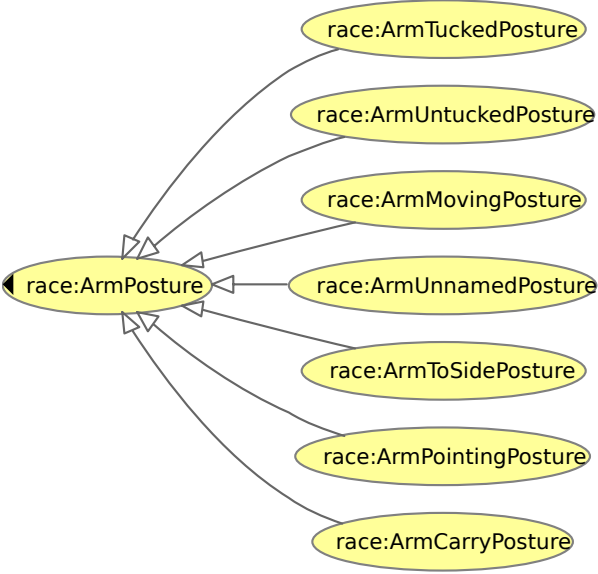 race:ArmTuckedPosture
race:ArmUntuckedPosture
race:ArmMovingPosture
race:ArmPosture
race:ArmUnnamedPosture
race:ArmToSidePosture
race:ArmPointingPosture
race:ArmCarryPosture